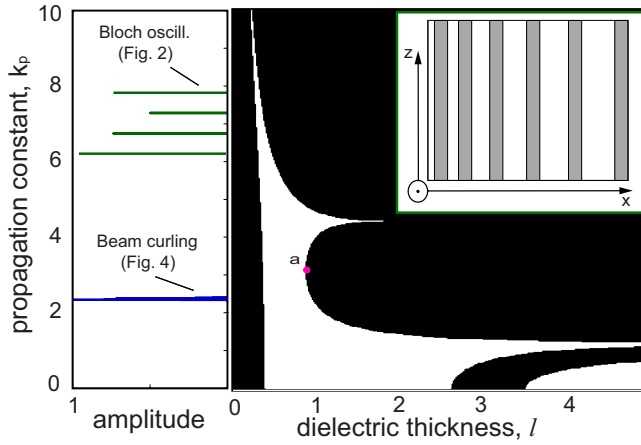 propagation constant, kp
10
8
6
4
2
0
Bloch oscill.
(Fig. 2)
Beam curling
(Fig. 4)
1
amplitude
a
z
x
0
1
2
3
4
dielectric thickness, l